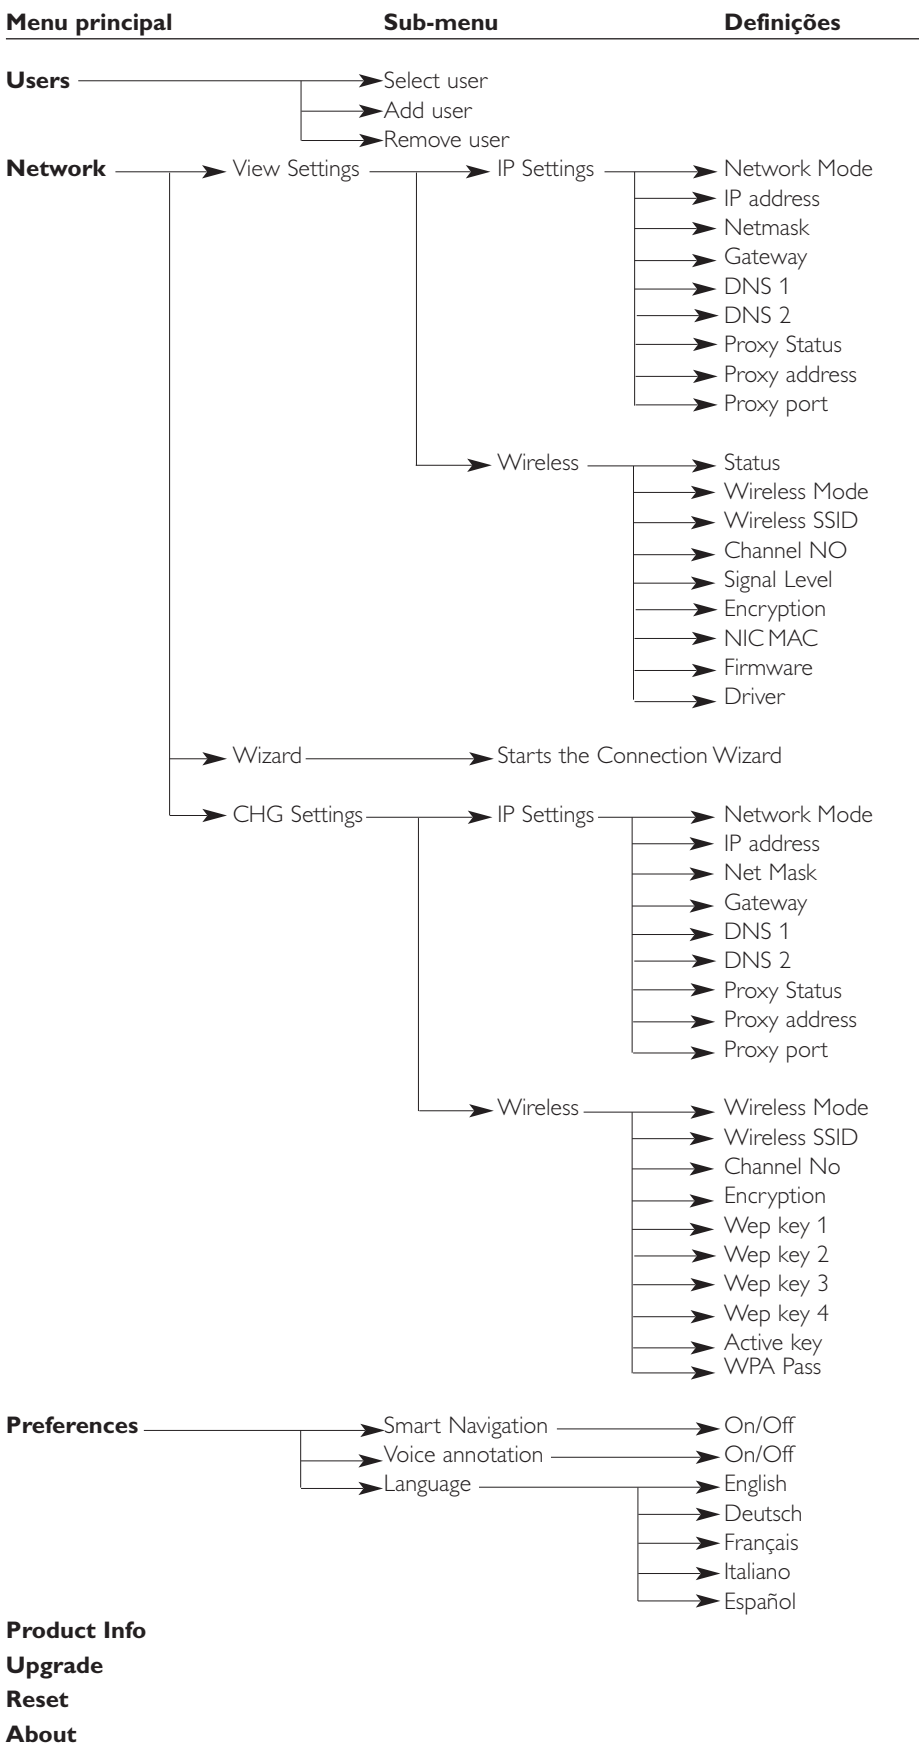 Menu principal Sub-menu Definições
Users Select user
Add user
Remove user
Network View Settings IP Settings Network Mode
IP address
Netmask
Gateway
DNS 1
DNS 2
Proxy Status
Proxy address
Proxy port
Wireless Status
Wireless Mode
Wireless SSID
Channel NO
Signal Level
Encryption
NIC MAC
Firmware
Driver
Wizard Starts the Connection Wizard
CHG Settings IP Settings Network Mode
IP address
Net Mask
Gateway
DNS 1
DNS 2
Proxy Status
Proxy address
Proxy port
Wireless Wireless Mode
Wireless SSID
Channel No
Encryption
Wep key 1
Wep key 2
Wep key 3
Wep key 4
Active key
WPA Pass
Preferences Smart Navigation On/Off
Voice annotation On/Off
Language English
Deutsch
Français
Italiano
Español
Product Info
Upgrade
Reset
About